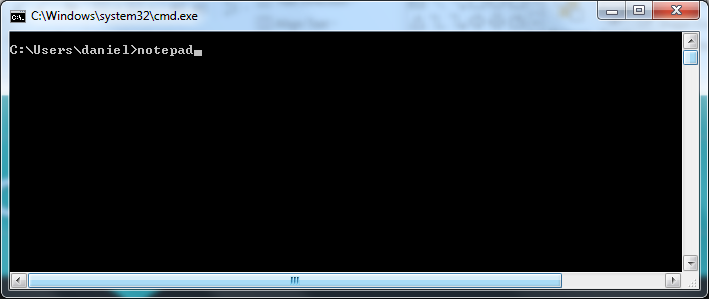 C:\Windows\system32\cmd.exe
C:\Users\daniel>notepad